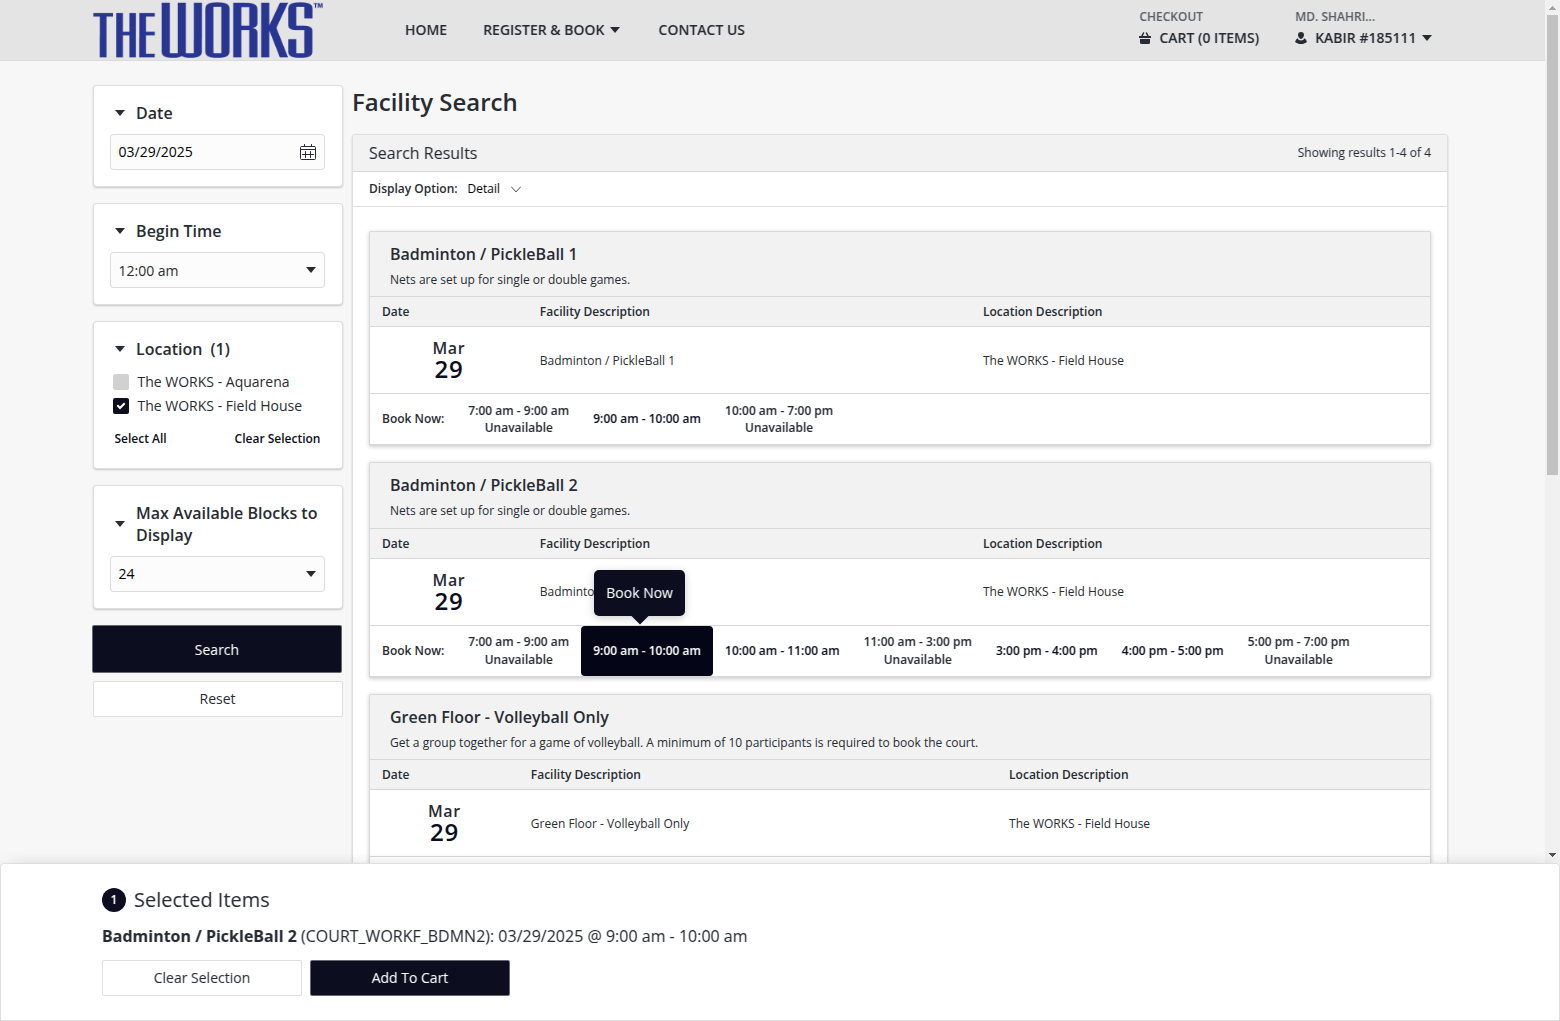 THE WORKS™
HOME
REGISTER & BOOK
CONTACT US
CHECKOUT
CART (0 ITEMS)
MD. SHAHRI...
KABIR #185111
Date
03/29/2025
Begin Time
12:00 am
Location (1)
The WORKS - Aquarena
The WORKS - Field House
Select All
Clear Selection
Max Available Blocks to
Display
24
Search
Reset
Facility Search
Search Results
Showing results 1-4 of 4
Display Option: Detail
Badminton / PickleBall 1
Nets are set up for single or double games.
Date Facility Description Location Description
Mar
29
Badminton / PickleBall 1
The WORKS - Field House
Book Now:
7:00 am - 9:00 am
Unavailable
9:00 am - 10:00 am
10:00 am - 7:00 pm
Unavailable
Badminton / PickleBall 2
Nets are set up for single or double games.
Date Facility Description Location Description
Mar
29
Badminto
Book Now
The WORKS - Field House
Book Now:
7:00 am - 9:00 am
Unavailable
9:00 am - 10:00 am
10:00 am - 11:00 am
11:00 am - 3:00 pm
Unavailable
3:00 pm - 4:00 pm
4:00 pm - 5:00 pm
5:00 pm - 7:00 pm
Unavailable
Green Floor - Volleyball Only
Get a group together for a game of volleyball. A minimum of 10 participants is required to book the court.
Date Facility Description Location Description
Mar
29
Green Floor - Volleyball Only
The WORKS - Field House
1 Selected Items
Badminton / PickleBall 2 (COURT_WORKF_BDMN2): 03/29/2025 @ 9:00 am - 10:00 am
Clear Selection
Add To Cart